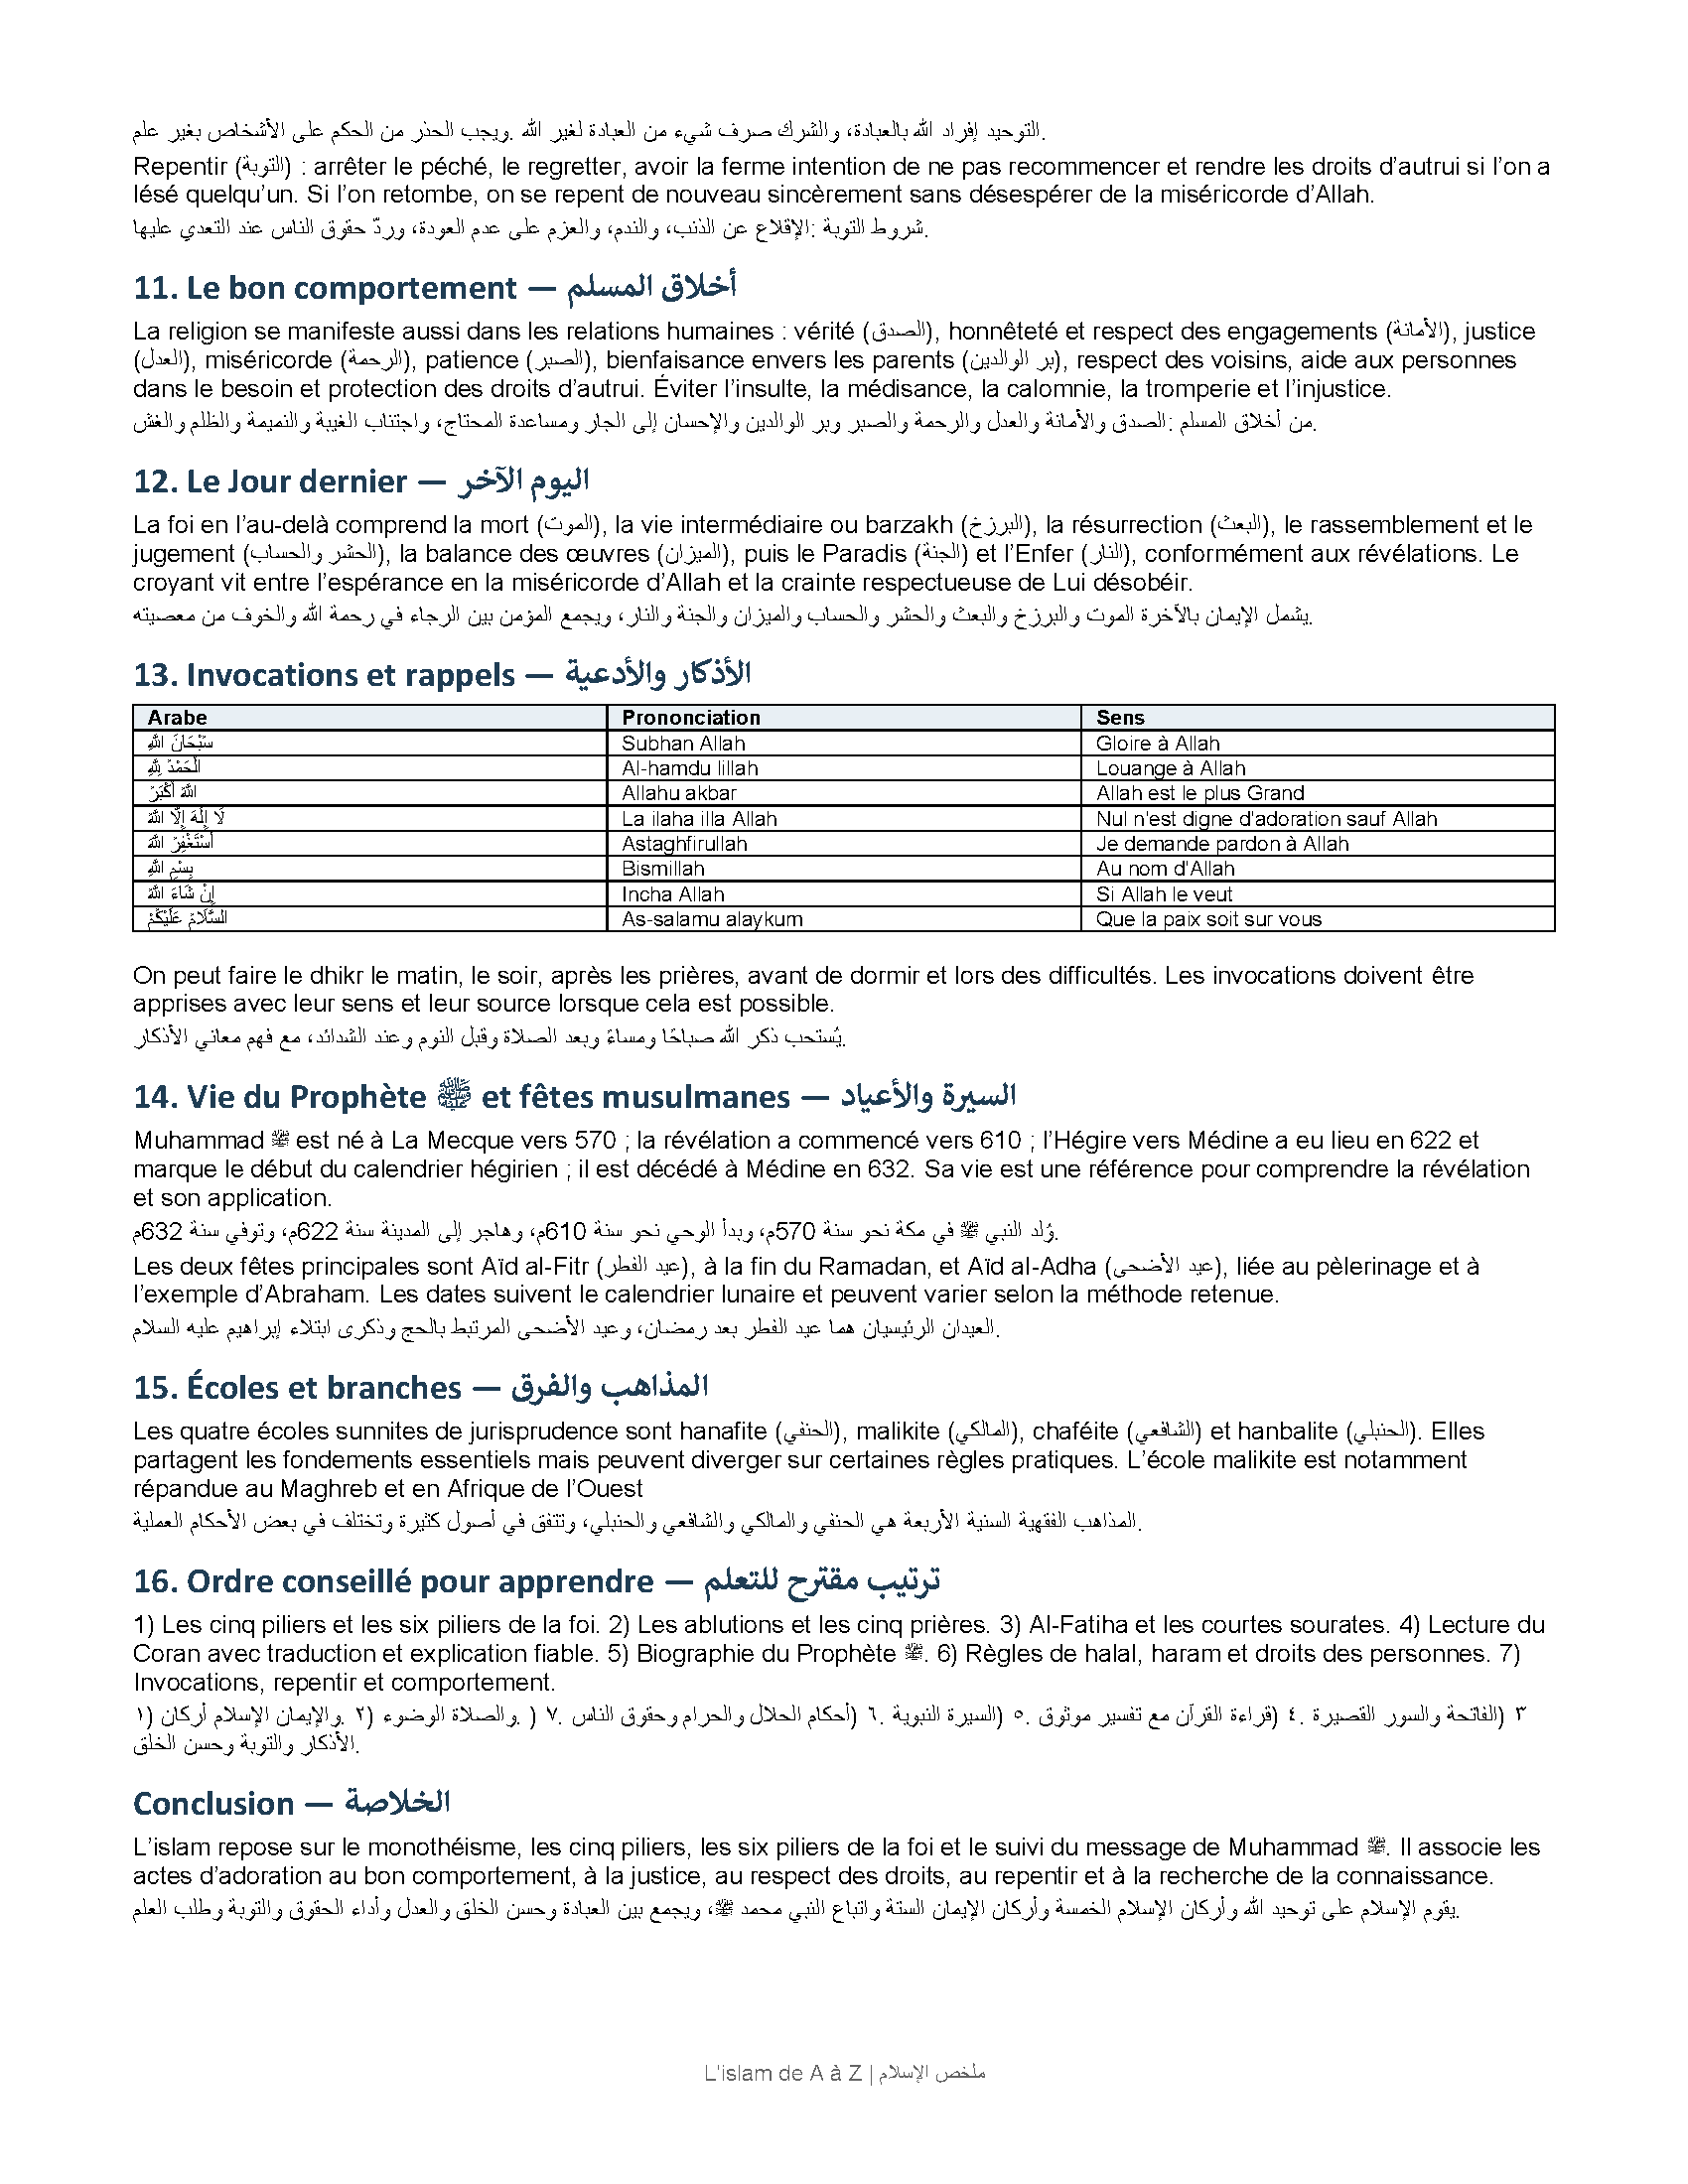 التوحيد إفراد الله بالعبادة، والشرك صرف شيء من العبادة لغير الله .ويجب الحذر من الحكم على الأشخاص بغير علم.
Repentir (التوبة) : arrêter le péché, le regretter, avoir la ferme intention de ne pas recommencer et rendre les droits d’autrui si l’on a
lésé quelqu’un. Si l’on retombe, on se repent de nouveau sincèrement sans désespérer de la miséricorde d’Allah.
شروط التوبة :الإقلاع عن الذنب، والندم، والعزم على عدم العودة، وردّ حقوق الناس عند التعدي عليها.
11. Le bon comportement — أخلاق المسلم
La religion se manifeste aussi dans les relations humaines : vérité (الصدق), honnêteté et respect des engagements (الأمانة), justice
(العدل), miséricorde (الرحمة), patience (الصبر), bienfaisance envers les parents (بر الوالدين), respect des voisins, aide aux personnes
dans le besoin et protection des droits d’autrui. Éviter l’insulte, la médisance, la calomnie, la tromperie et l’injustice.
من أخلاق المسلم :الصدق والأمانة والعدل والرحمة والصبر وبر الوالدين والإحسان إلى الجار ومساعدة المحتاج، واجتناب الغيبة والنميمة والظلم والغش.
12. Le Jour dernier — اليوم الآخر
La foi en l’au-delà comprend la mort (الموت), la vie intermédiaire ou barzakh (البرزخ), la résurrection (البعث), le rassemblement et le
jugement (الحشر والحساب), la balance des œuvres (الميزان), puis le Paradis (الجنة) et l’Enfer (النار), conformément aux révélations. Le
croyant vit entre l’espérance en la miséricorde d’Allah et la crainte respectueuse de Lui désobéir.
يشمل الإيمان بالآخرة الموت والبرزخ والبعث والحشر والحساب والميزان والجنة والنار، ويجمع المؤمن بين الرجاء في رحمة الله والخوف من معصيته.
13. Invocations et rappels — الأذكار والأدعية
Arabe Prononciation Sens
سُبْحَانَ اللَّهِ Subhan Allah Gloire à Allah
الْحَمْدُ لِلَّهِ Al-hamdu lillah Louange à Allah
اللَّهُ أَكْبَرُ Allahu akbar Allah est le plus Grand
لَا إِلَهَ إِلَّا اللَّهُ La ilaha illa Allah Nul n'est digne d'adoration sauf Allah
أَسْتَغْفِرُ اللَّهَ Astaghfirullah Je demande pardon à Allah
بِسْمِ اللَّهِ Bismillah Au nom d'Allah
إِنْ شَاءَ اللَّهُ Incha Allah Si Allah le veut
السَّلَامُ عَلَيْكُمْ As-salamu alaykum Que la paix soit sur vous
On peut faire le dhikr le matin, le soir, après les prières, avant de dormir et lors des difficultés. Les invocations doivent être
apprises avec leur sens et leur source lorsque cela est possible.
يُستحب ذكر الله صباحًا ومساءً وبعد الصلاة وقبل النوم وعند الشدائد، مع فهم معاني الأذكار.
14. Vie du Prophète ﷺ et fêtes musulmanes — السيرة والأعياد
Muhammad ﷺ est né à La Mecque vers 570 ; la révélation a commencé vers 610 ; l’Hégire vers Médine a eu lieu en 622 et
marque le début du calendrier hégirien ; il est décédé à Médine en 632. Sa vie est une référence pour comprendre la révélation
et son application.
وُلد النبي ﷺ في مكة نحو سنة 570م، وبدأ الوحي نحو سنة 610م، وهاجر إلى المدينة سنة 622م، وتوفي سنة 632م.
Les deux fêtes principales sont Aïd al-Fitr (عيد الفطر), à la fin du Ramadan, et Aïd al-Adha (عيد الأضحى), liée au pèlerinage et à
l’exemple d’Abraham. Les dates suivent le calendrier lunaire et peuvent varier selon la méthode retenue.
العيدان الرئيسيان هما عيد الفطر بعد رمضان، وعيد الأضحى المرتبط بالحج وذكرى ابتلاء إبراهيم عليه السلام.
15. Écoles et branches — المذاهب والفرق
Les quatre écoles sunnites de jurisprudence sont hanafite (الحنفي), malikite (المالكي), chaféite (الشافعي) et hanbalite (الحنبلي). Elles
partagent les fondements essentiels mais peuvent diverger sur certaines règles pratiques. L’école malikite est notamment
répandue au Maghreb et en Afrique de l’Ouest
المذاهب الفقهية السنية الأربعة هي الحنفي والمالكي والشافعي والحنبلي، وتتفق في أصول كثيرة وتختلف في بعض الأحكام العملية.
16. Ordre conseillé pour apprendre — ترتيب مقترح للتعلم
1) Les cinq piliers et les six piliers de la foi. 2) Les ablutions et les cinq prières. 3) Al-Fatiha et les courtes sourates. 4) Lecture du
Coran avec traduction et explication fiable. 5) Biographie du Prophète ﷺ. 6) Règles de halal, haram et droits des personnes. 7)
Invocations, repentir et comportement.
١) أركان الإسلام والإيمان. ٢) الوضوء والصلاة. ٣ )الفاتحة والسور القصيرة .٤ )قراءة القرآن مع تفسير موثوق .٥ )السيرة النبوية .٦ )أحكام الحلال والحرام وحقوق الناس .٧ )
الأذكار والتوبة وحسن الخلق.
Conclusion — الخلاصة
L’islam repose sur le monothéisme, les cinq piliers, les six piliers de la foi et le suivi du message de Muhammad ﷺ. Il associe les
actes d’adoration au bon comportement, à la justice, au respect des droits, au repentir et à la recherche de la connaissance.
يقوم الإسلام على توحيد الله وأركان الإسلام الخمسة وأركان الإيمان الستة واتباع النبي محمد ﷺ، ويجمع بين العبادة وحسن الخلق والعدل وأداء الحقوق والتوبة وطلب العلم.
L'islam de A à Z | ملخص الإسلام